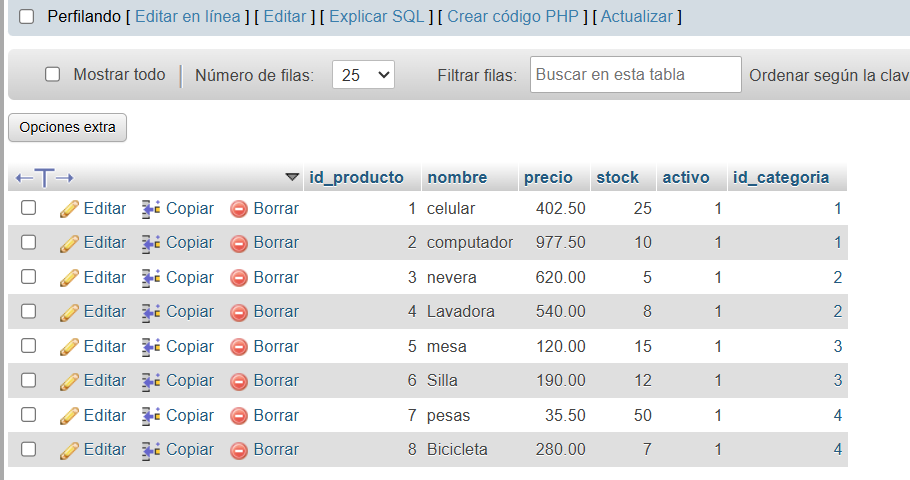 Perfilando [ Editar en línea ] [ Editar ] [ Explicar SQL ] [ Crear código PHP ] [ Actualizar ]
Mostrar todo Número de filas: 25 Filtrar filas: Buscar en esta tabla Ordenar según la clav
Opciones extra
id_producto nombre precio stock activo id_categoria
Editar Copiar Borrar 1 celular 402.50 25 1 1
Editar Copiar Borrar 2 computador 977.50 10 1 1
Editar Copiar Borrar 3 nevera 620.00 5 1 2
Editar Copiar Borrar 4 Lavadora 540.00 8 1 2
Editar Copiar Borrar 5 mesa 120.00 15 1 3
Editar Copiar Borrar 6 Silla 190.00 12 1 3
Editar Copiar Borrar 7 pesas 35.50 50 1 4
Editar Copiar Borrar 8 Bicicleta 280.00 7 1 4